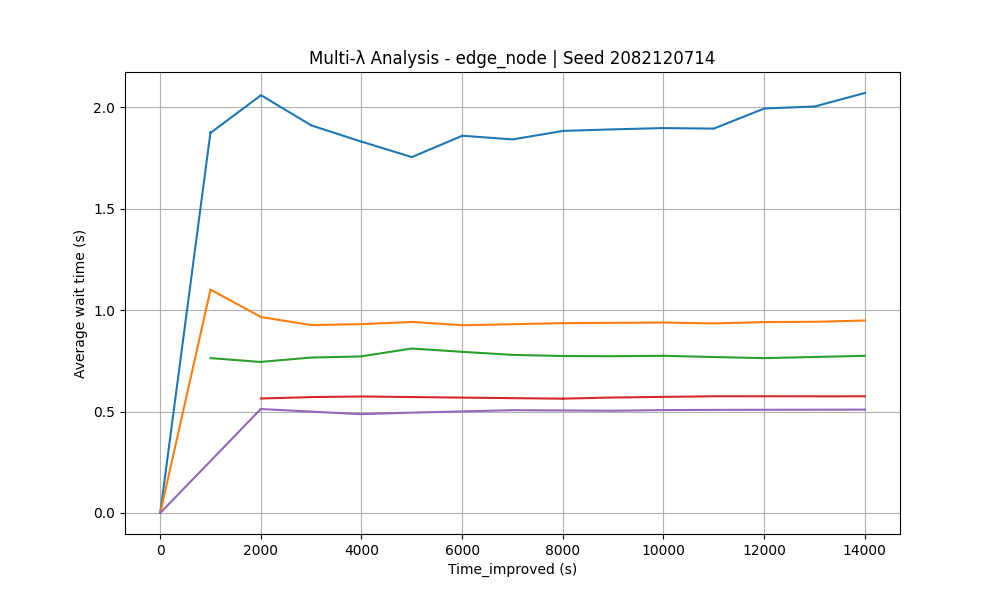 Multi-λ Analysis - edge_node | Seed 2082120714
Average wait time (s)
2.0
1.5
1.0
0.5
0.0
0 2000 4000 6000 8000 10000 12000 14000
Time_improved (s)